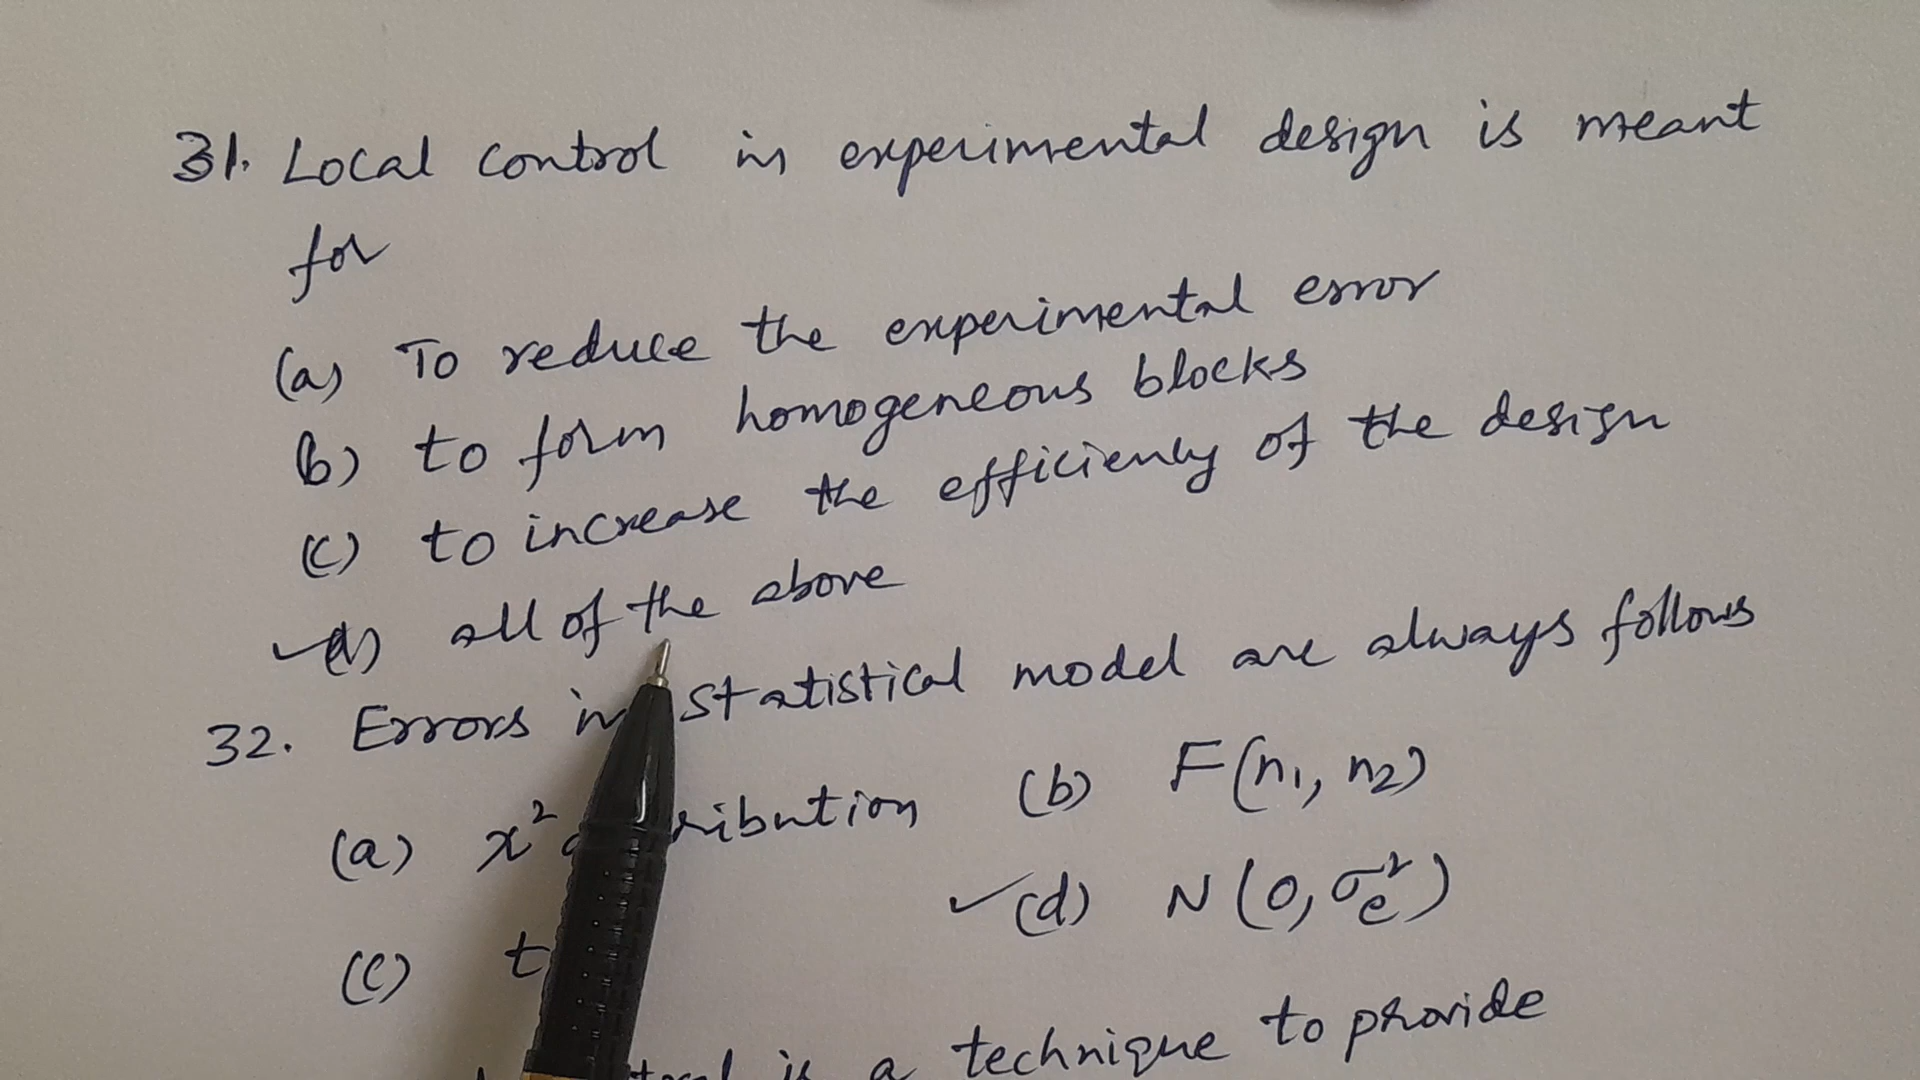 31. Local control in experimental design is meant
for
(a) To reduce the experimental error
(b) to form homogeneous blocks
(c) to increase the efficiency of the design
✓(d) all of the above
32. Errors in statistical model are always follows
(a) x² (b) F(n₁, n₂)
(c) t ✓(d) N(0, σₑ²)
is a technique to provide